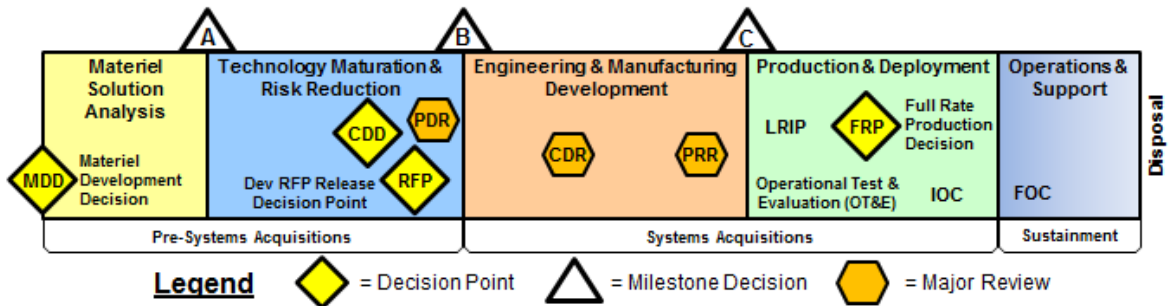 A
B
C
Materiel
Solution
Analysis
MDD
Materiel
Development
Decision
Technology Maturation &
Risk Reduction
CDD
PDR
Dev RFP Release
Decision Point
RFP
Engineering & Manufacturing
Development
CDR
PRR
Production & Deployment
LRIP
FRP
Full Rate
Production
Decision
Operational Test &
Evaluation (OT&E)
IOC
Operations &
Support
FOC
Disposal
Pre-Systems Acquisitions
Systems Acquisitions
Sustainment
Legend
= Decision Point
= Milestone Decision
= Major Review